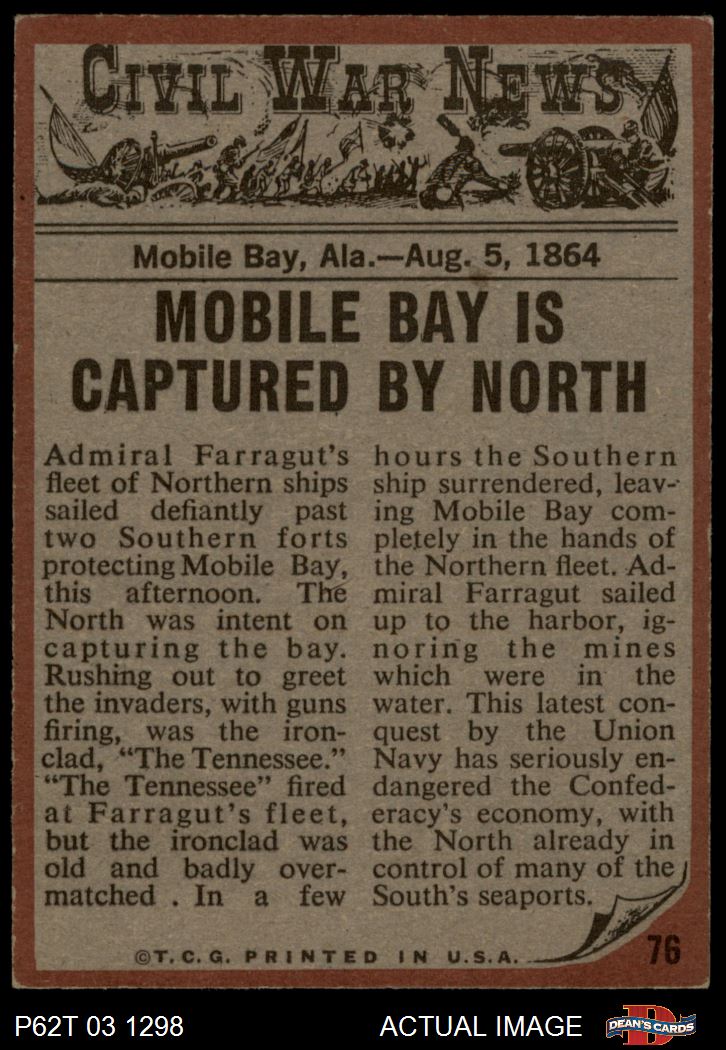 CIVIL WAR NEWS
Mobile Bay, Ala.—Aug. 5, 1864
MOBILE BAY IS
CAPTURED BY NORTH
Admiral Farragut's
fleet of Northern ships
sailed defiantly past
two Southern forts
protecting Mobile Bay,
this afternoon. The
North was intent on
capturing the bay.
Rushing out to greet
the invaders, with guns
firing, was the iron-
clad, “The Tennessee.”
“The Tennessee” fired
at Farragut's fleet,
but the ironclad was
old and badly over-
matched . In a few
hours the Southern
ship surrendered, leav-
ing Mobile Bay com-
pletely in the hands of
the Northern fleet. Ad-
miral Farragut sailed
up to the harbor, ig-
noring the mines
which were in the
water. This latest con-
quest by the Union
Navy has seriously en-
dangered the Confed-
eracy's economy, with
the North already in
control of many of the
South's seaports.
©T.C.G. PRINTED IN U.S.A.
76
P62T 03 1298
ACTUAL IMAGE
D
DEAN'S CARDS